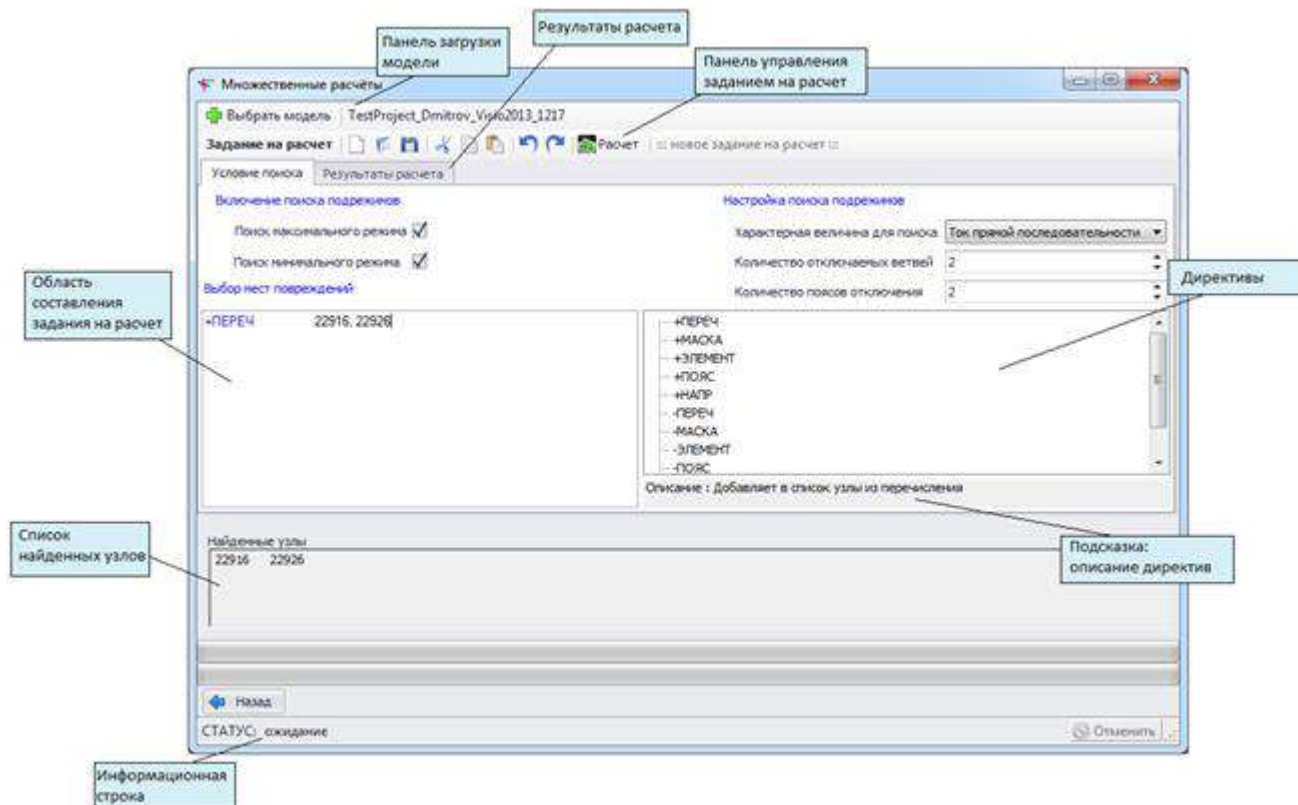 Результаты расчета
Панель загрузки
модели
Панель управления
заданием на расчет
Множественные расчёты
Выбрать модель TestProject_Dmitrov_Visio2013_1217
Задание на расчет Расчет ::: новое задание на расчет :::
Условие поиска Результаты расчета
Включение поиска подрежимов Настройка поиска подрежимов
Поиск максимального режима Характерная величина для поиска Ток прямой последовательности
Поиск минимального режима Количество отключаемых ветвей 2
Выбор мест повреждений Количество поясов отключения 2
Область
составления
задания на расчет
Директивы
+ПЕРЕЧ 22916, 22926
+ПЕРЕЧ
+МАСКА
+ЭЛЕМЕНТ
+ПОЯС
+НАПР
-ПЕРЕЧ
-МАСКА
-ЭЛЕМЕНТ
-ПОЯС
Описание : Добавляет в список узлы из перечисления
Список
найденных узлов
Найденные узлы
22916 22926
Подсказка:
описание директив
Назад
СТАТУС: ожидание Отменить
Информационная
строка